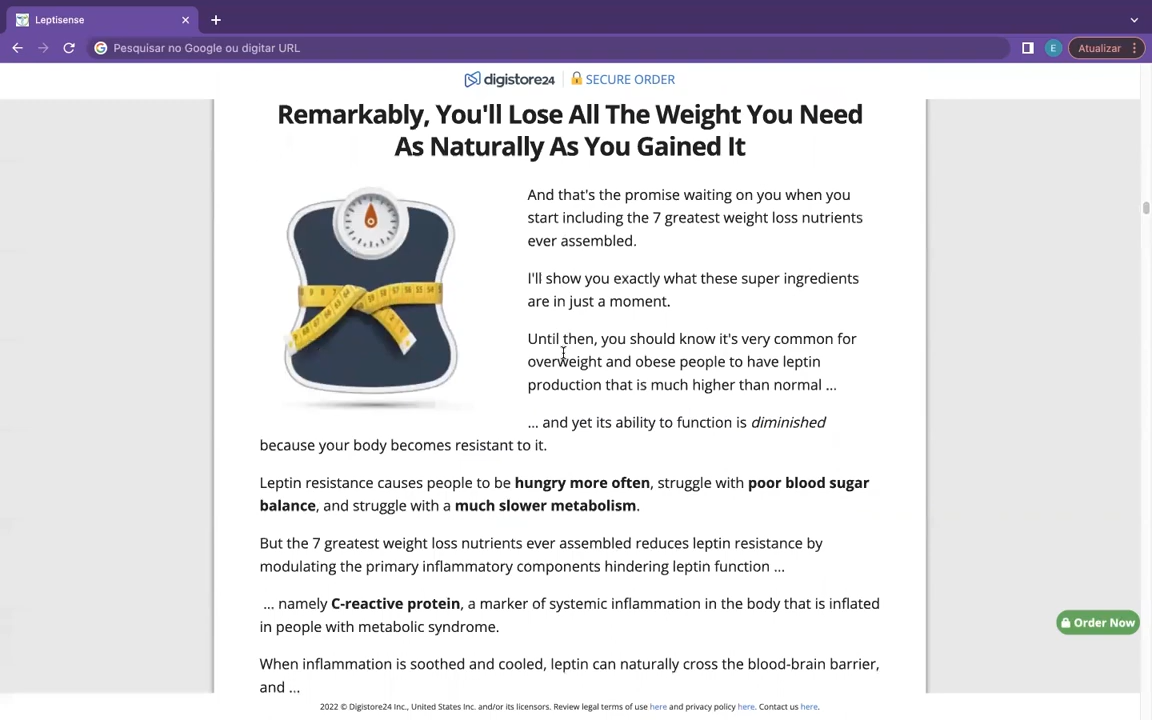 Leptisense
Pesquisar no Google ou digitar URL
E
Atualizar
digistore24
SECURE ORDER
Remarkably, You'll Lose All The Weight You Need
As Naturally As You Gained It
And that's the promise waiting on you when you
start including the 7 greatest weight loss nutrients
ever assembled.
I'll show you exactly what these super ingredients
are in just a moment.
Until then, you should know it's very common for
overweight and obese people to have leptin
production that is much higher than normal ...
... and yet its ability to function is diminished
because your body becomes resistant to it.
Leptin resistance causes people to be hungry more often, struggle with poor blood sugar
balance, and struggle with a much slower metabolism.
But the 7 greatest weight loss nutrients ever assembled reduces leptin resistance by
modulating the primary inflammatory components hindering leptin function ...
... namely C-reactive protein, a marker of systemic inflammation in the body that is inflated
in people with metabolic syndrome.
Order Now
When inflammation is soothed and cooled, leptin can naturally cross the blood-brain barrier,
and ...
2022 © Digistore24 Inc., United States Inc. and/or its licensors. Review legal terms of use here and privacy policy here. Contact us here.